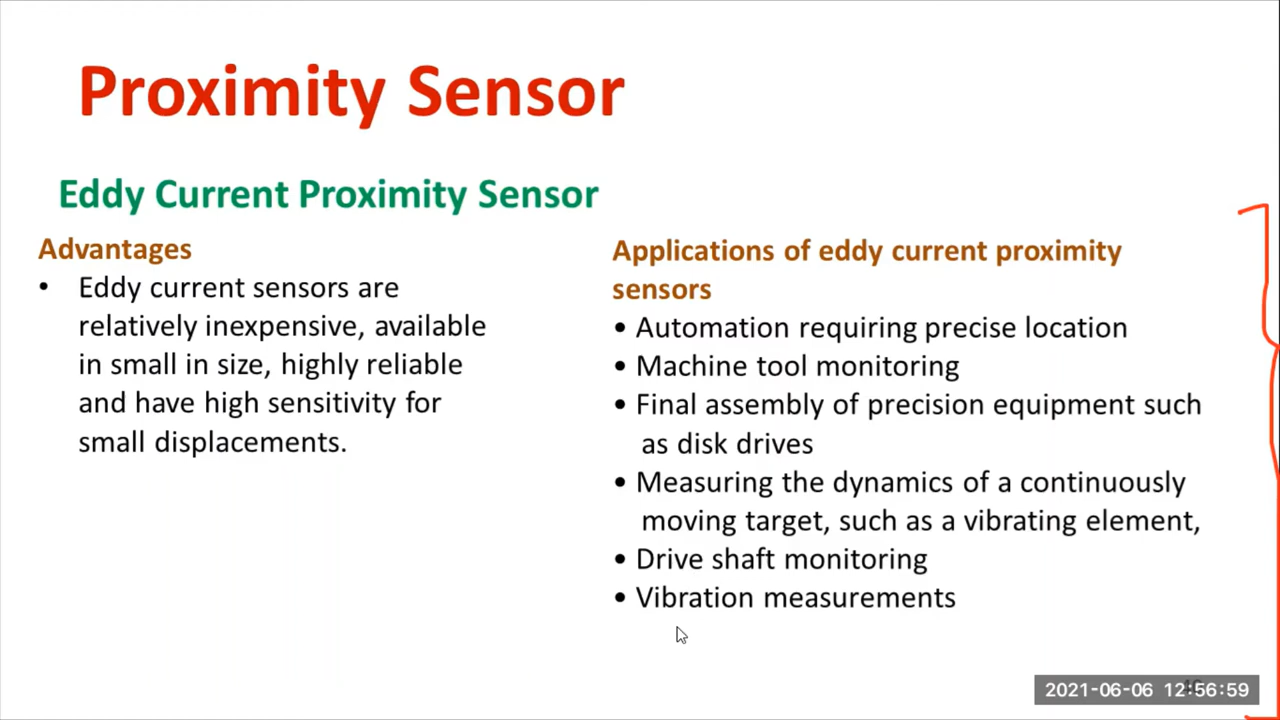 Proximity Sensor
Eddy Current Proximity Sensor
Advantages
• Eddy current sensors are
relatively inexpensive, available
in small in size, highly reliable
and have high sensitivity for
small displacements.
Applications of eddy current proximity
sensors
• Automation requiring precise location
• Machine tool monitoring
• Final assembly of precision equipment such
as disk drives
• Measuring the dynamics of a continuously
moving target, such as a vibrating element,
• Drive shaft monitoring
• Vibration measurements
2021-06-06 12:56:59